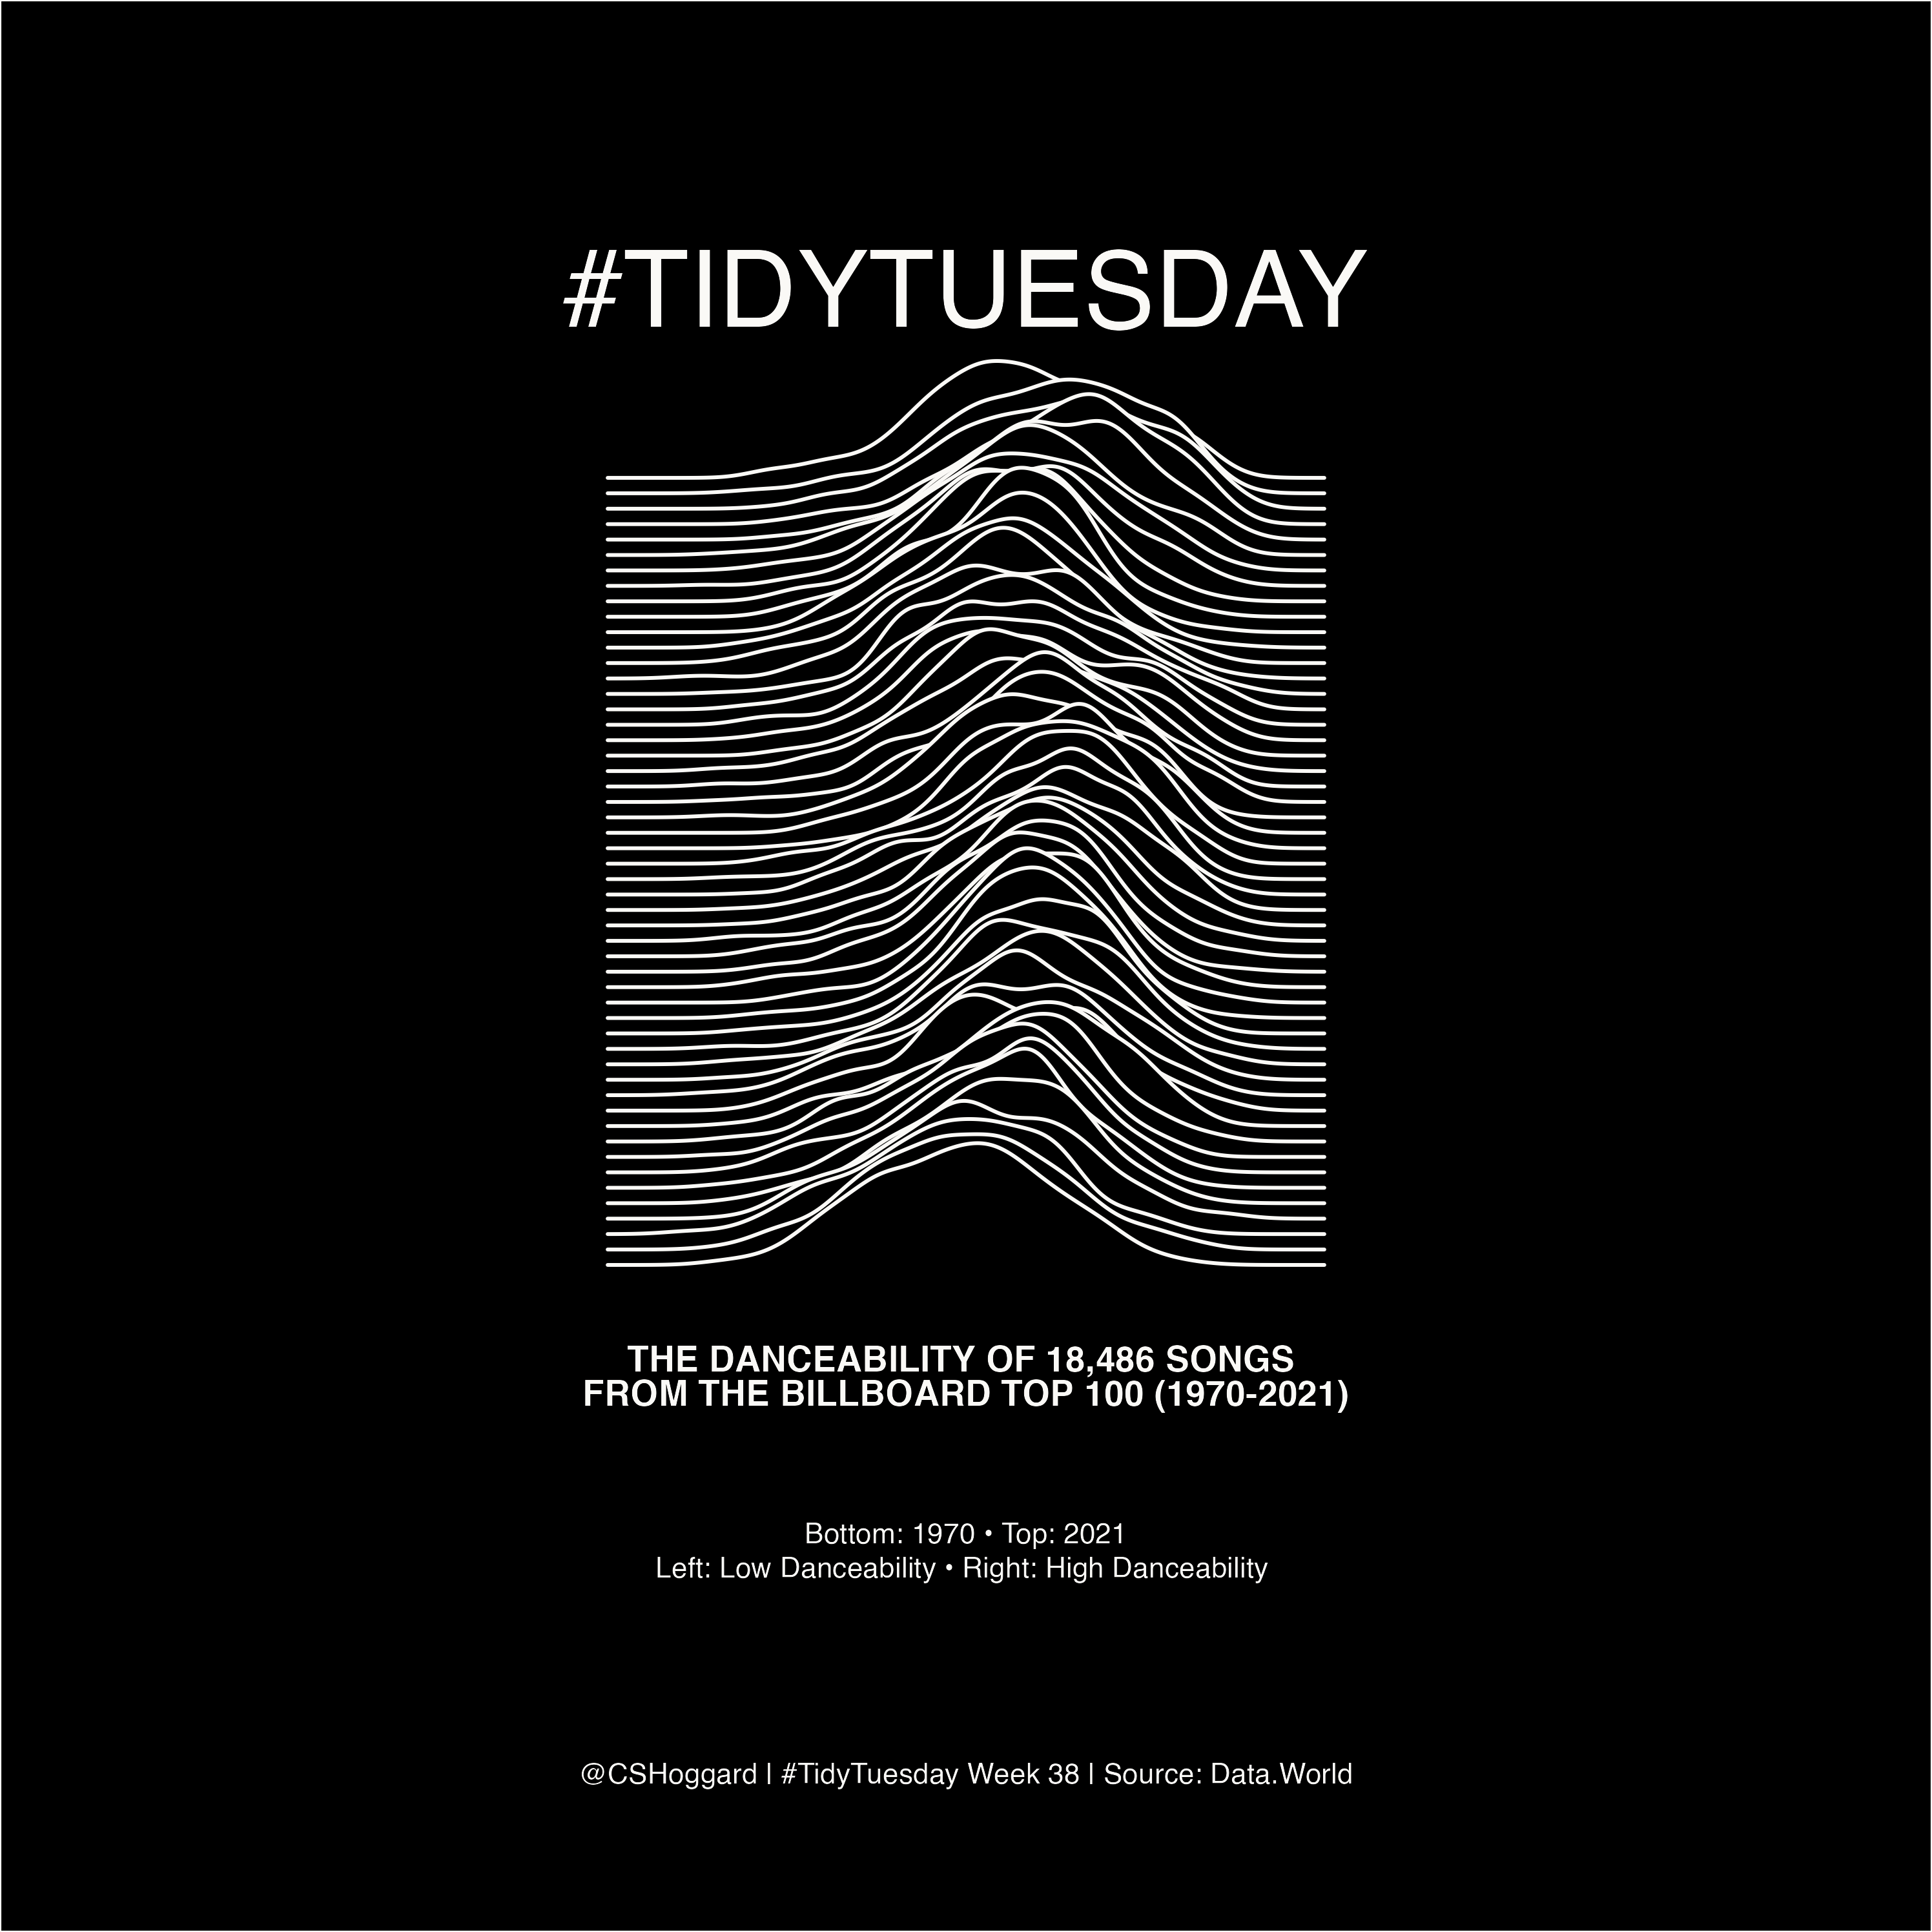 #TIDYTUESDAY
THE DANCEABILITY OF 18,486 SONGS
FROM THE BILLBOARD TOP 100 (1970-2021)
Bottom: 1970 • Top: 2021
Left: Low Danceability • Right: High Danceability
@CSHoggard | #TidyTuesday Week 38 | Source: Data.World